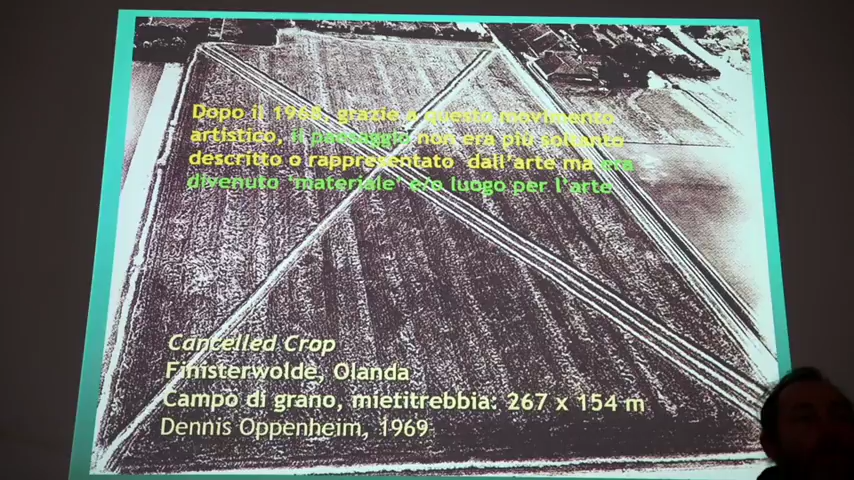 Dopo il 1968, grazie a questo movimento
artistico, il paesaggio non era più soltanto
descritto o rappresentato dall'arte ma era
divenuto 'materiale' e/o luogo per l'arte
Cancelled Crop
Finisterwolde, Olanda
Campo di grano, mietitrebbia: 267 x 154 m
Dennis Oppenheim, 1969